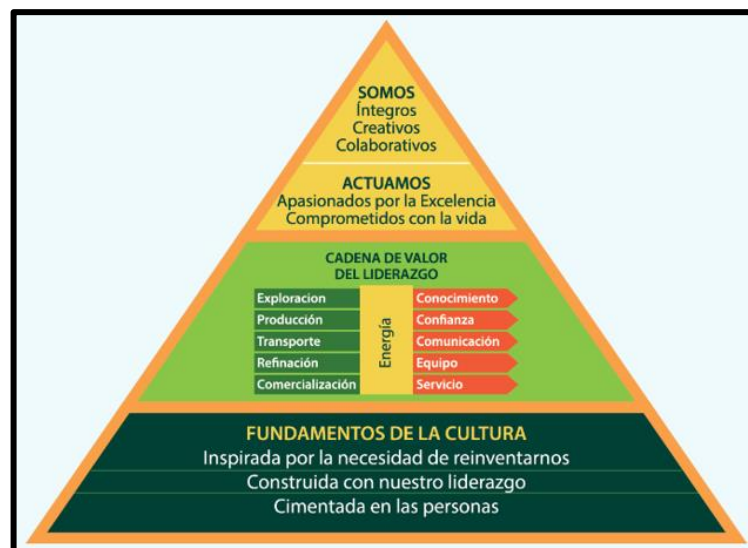 SOMOS
Íntegros
Creativos
Colaborativos
ACTUAMOS
Apasionados por la Excelencia
Comprometidos con la vida
CADENA DE VALOR
DEL LIDERAZGO
Exploracion
Producción
Transporte
Refinación
Comercialización
Energía
Conocimiento
Confianza
Comunicación
Equipo
Servicio
FUNDAMENTOS DE LA CULTURA
Inspirada por la necesidad de reinventarnos
Construida con nuestro liderazgo
Cimentada en las personas